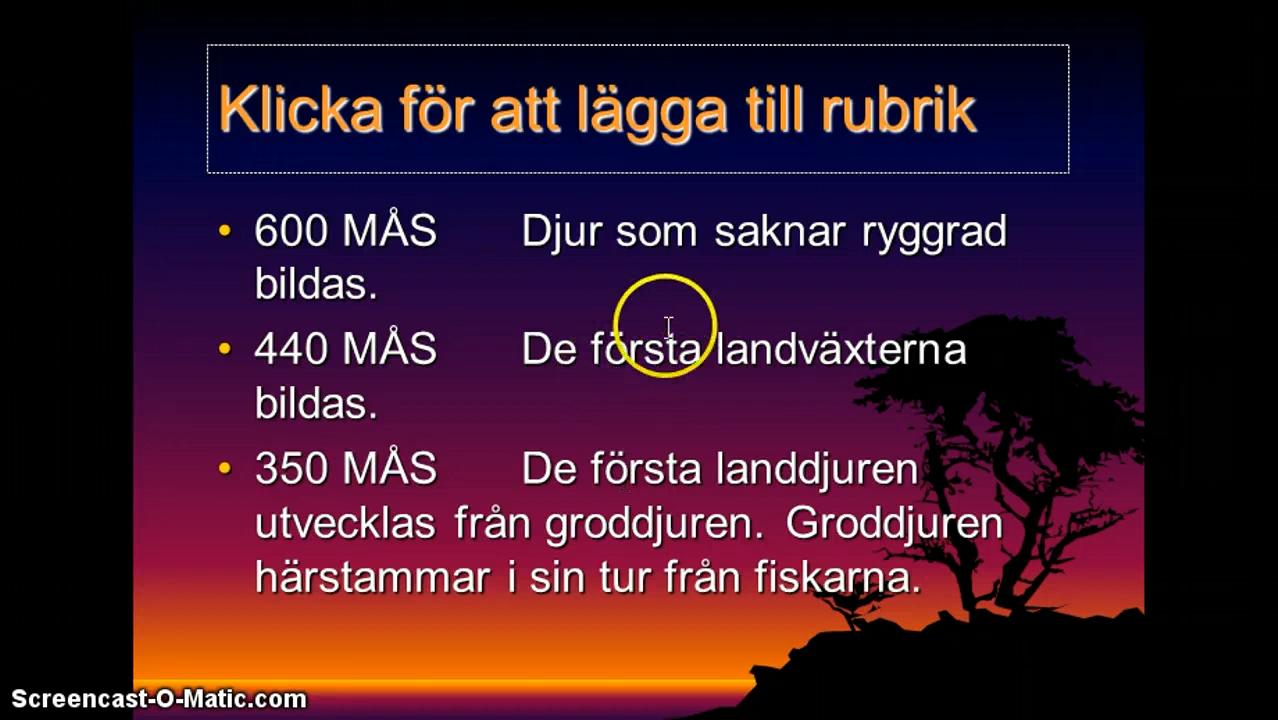 Klicka för att lägga till rubrik
• 600 MÅS Djur som saknar ryggrad
bildas.
• 440 MÅS De första landväxterna
bildas.
• 350 MÅS De första landdjuren
utvecklas från groddjuren. Groddjuren
härstammar i sin tur från fiskarna.
Screencast-O-Matic.com